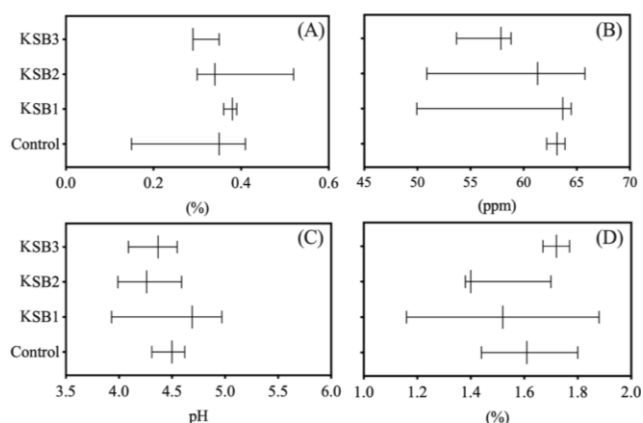 (A)
KSB3
KSB2
KSB1
Control
0.0 0.2 0.4 0.6
(%)
(B)
45 50 55 60 65 70
(ppm)
(C)
KSB3
KSB2
KSB1
Control
3.5 4.0 4.5 5.0 5.5 6.0
pH
(D)
1.0 1.2 1.4 1.6 1.8 2.0
(%)